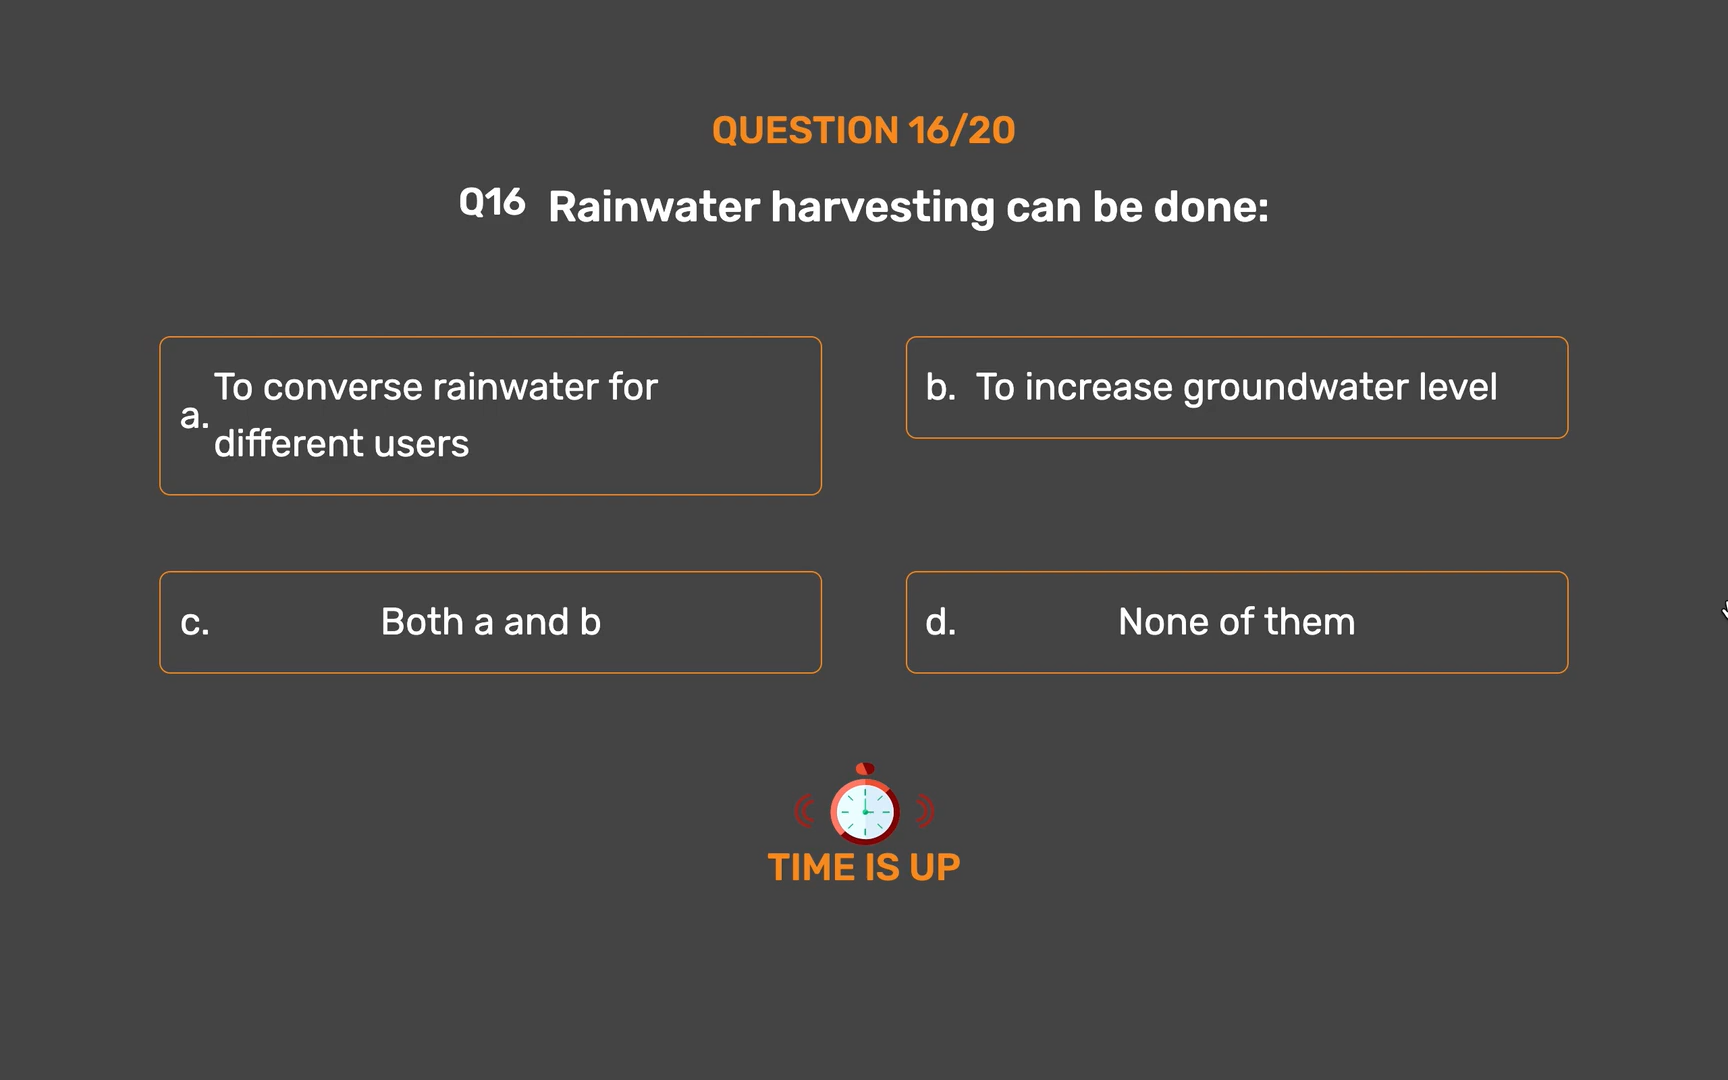 QUESTION 16/20
Q16 Rainwater harvesting can be done:
a. To converse rainwater for
different users
b. To increase groundwater level
c. Both a and b
d. None of them
TIME IS UP